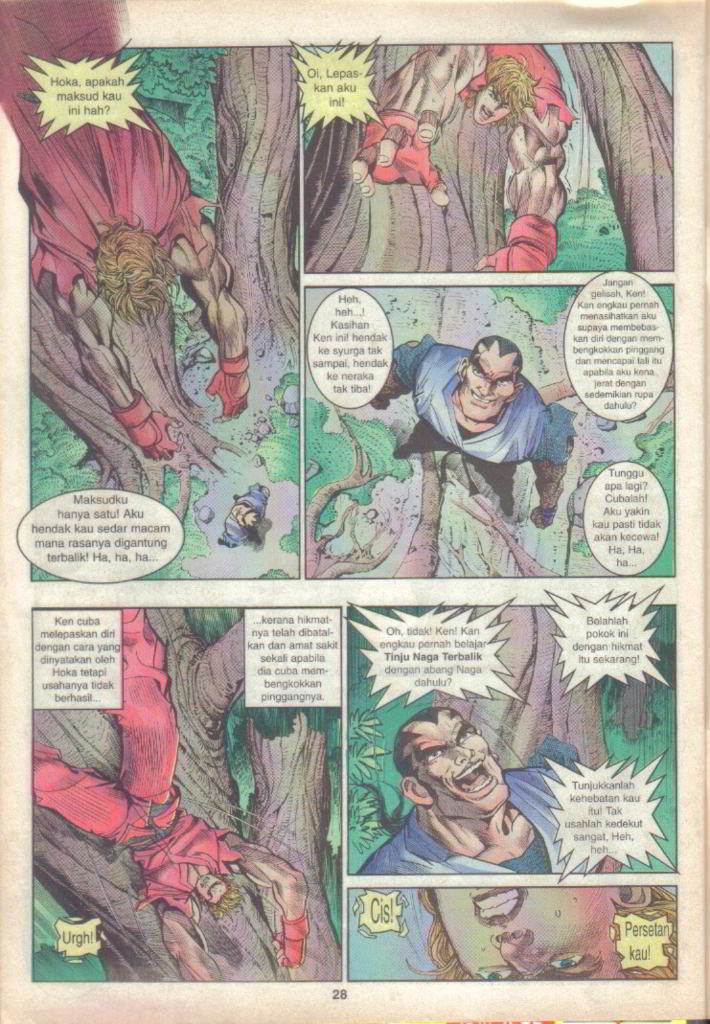 Hoka, apakah
maksud kau
ini hah?
Maksudku
hanya satu! Aku
hendak kau sedar macam
mana rasanya digantung
terbalik! Ha, ha, ha...
Oi, Lepas-
kan aku
ini!
Heh,
heh...!
Kasihan
Ken ini! hendak
ke syurga tak
sampai, hendak
ke neraka
tak tiba!
Jangan
gelisah, Ken!
Kan engkau pernah
menasihatkan aku
supaya membebas-
kan diri dengan mem-
bengkokkan pinggang
dan mencapai tali itu
apabila aku kena
jerat dengan
sedemikian rupa
dahulu?
Tunggu
apa lagi?
Cubalah!
Aku yakin
kau pasti tidak
akan kecewa!
Ha, Ha,
ha...
Ken cuba
melepaskan diri
dengan cara yang
dinyatakan oleh
Hoka tetapi
usahanya tidak
berhasil...
...kerana hikmat-
nya telah dibatal-
kan dan amat sakit
sekali apabila
dia cuba mem-
bengkokkan
pinggangnya.
Urgh!
Oh, tidak! Ken! Kan
engkau pernah belajar
Tinju Naga Terbalik
dengan abang Naga
dahulu?
Belahlah
pokok ini
dengan hikmat
itu sekarang!
Tunjukkanlah
kehebatan kau
itu! Tak
usahlah kedekut
sangat, Heh,
heh...
Cis!
Persetan
kau!
28